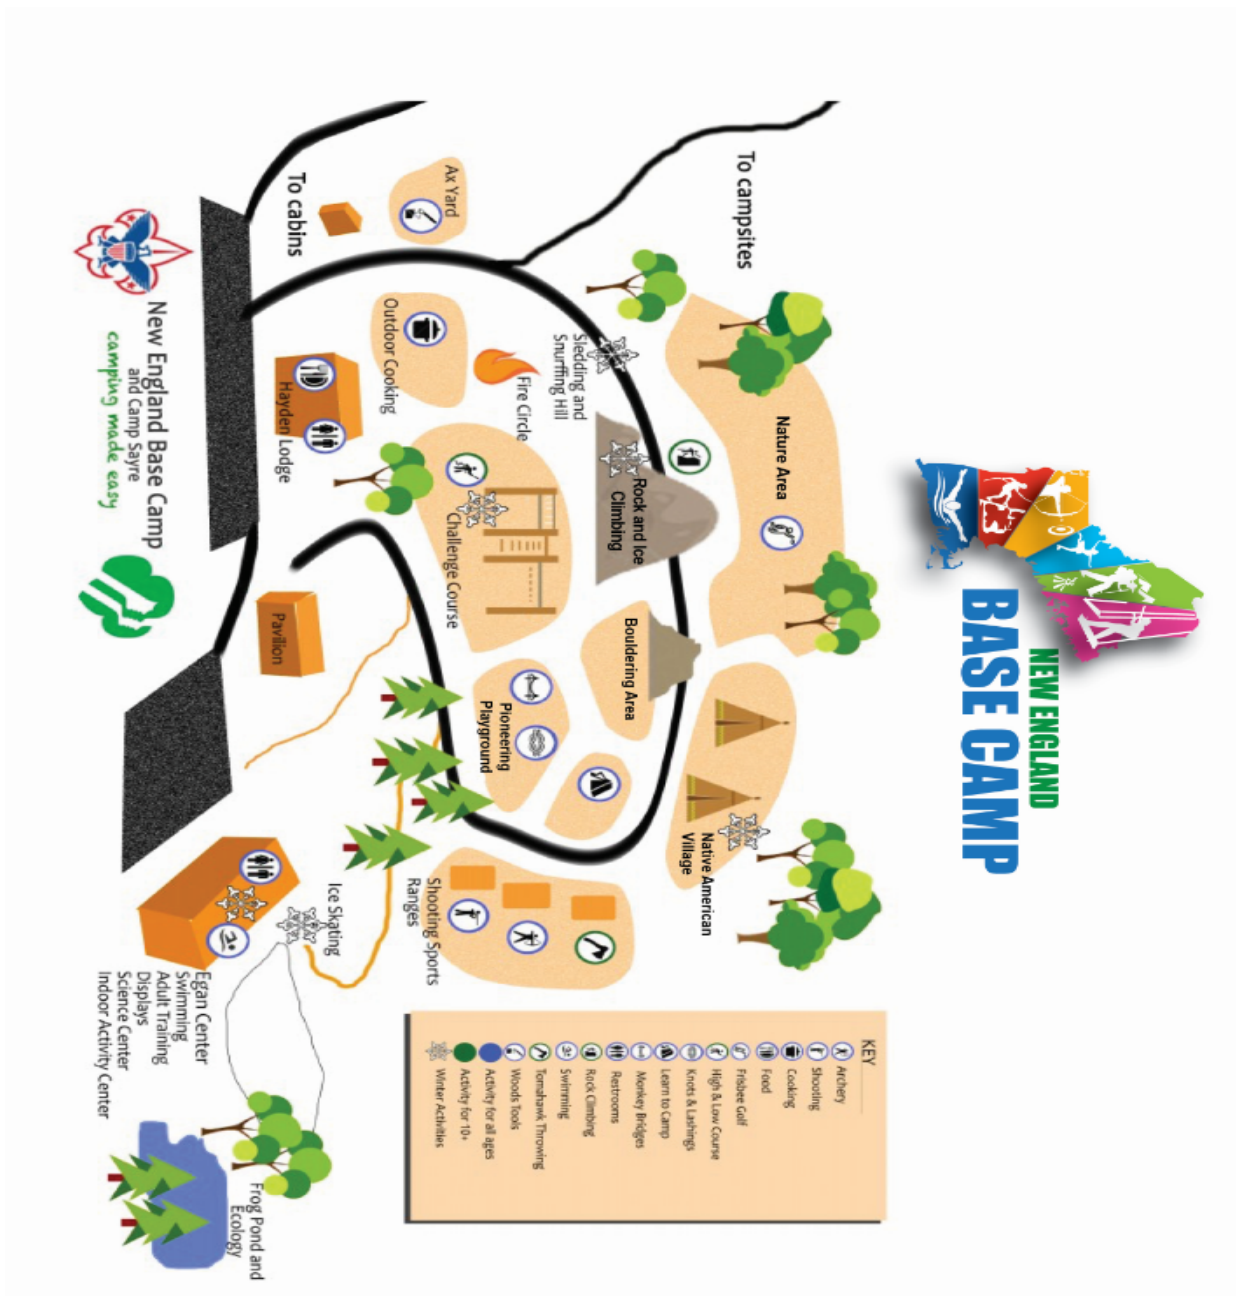 NEW ENGLAND
BASE CAMP
To campsites
Nature Area
Native American
Village
Rock and Ice
Climbing
Bouldering Area
Sledding and
Snurffing Hill
Fire Circle
Pioneering
Playground
Ax Yard
Outdoor Cooking
Challenge Course
Shooting Sports
Ranges
To cabins
Hayden Lodge
Pavilion
Ice Skating
Egan Center
Swimming
Adult Training
Displays
Science Center
Indoor Activity Center
Frog Pond and
Ecology
New England Base Camp
and Camp Sayre
camping made easy
KEY
Archery
Shooting
Cooking
Food
Frisbee Golf
High & Low Course
Knots & Lashings
Learn to Camp
Monkey Bridges
Restrooms
Rock Climbing
Swimming
Tomahawk Throwing
Woods Tools
Activity for all ages
Activity for 10+
Winter Activities